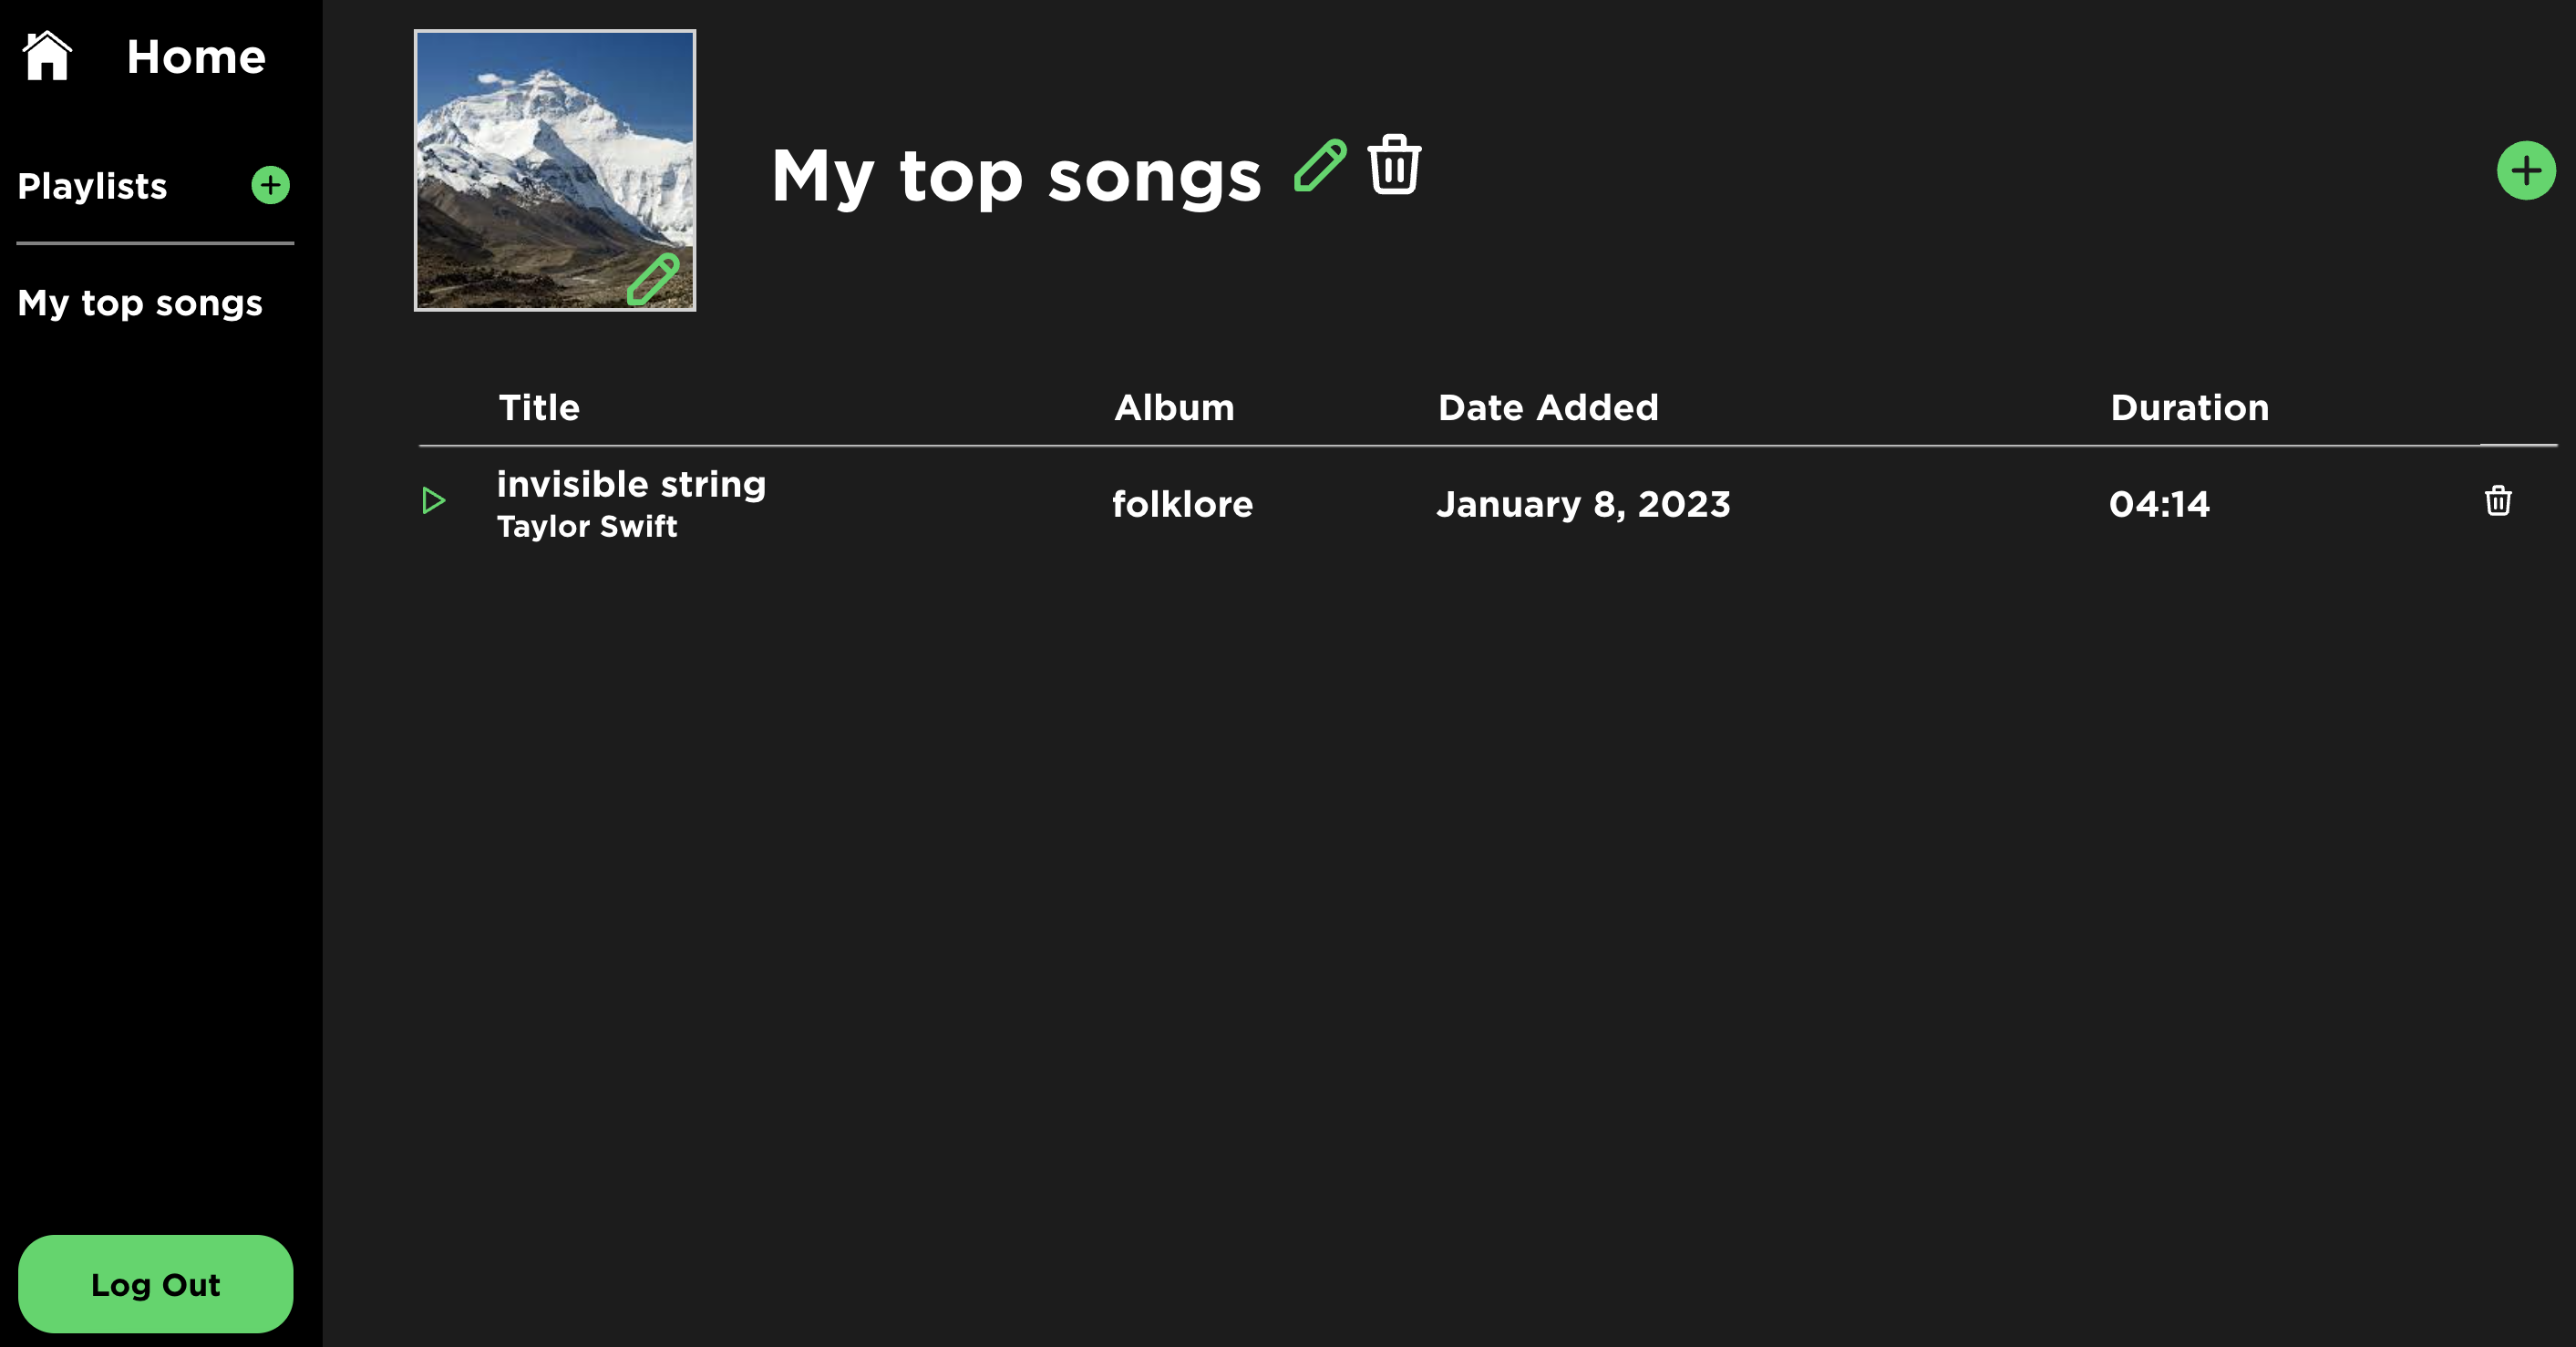 Home
Playlists
My top songs
Log Out
My top songs
Title Album Date Added Duration
invisible string
Taylor Swift
folklore January 8, 2023 04:14